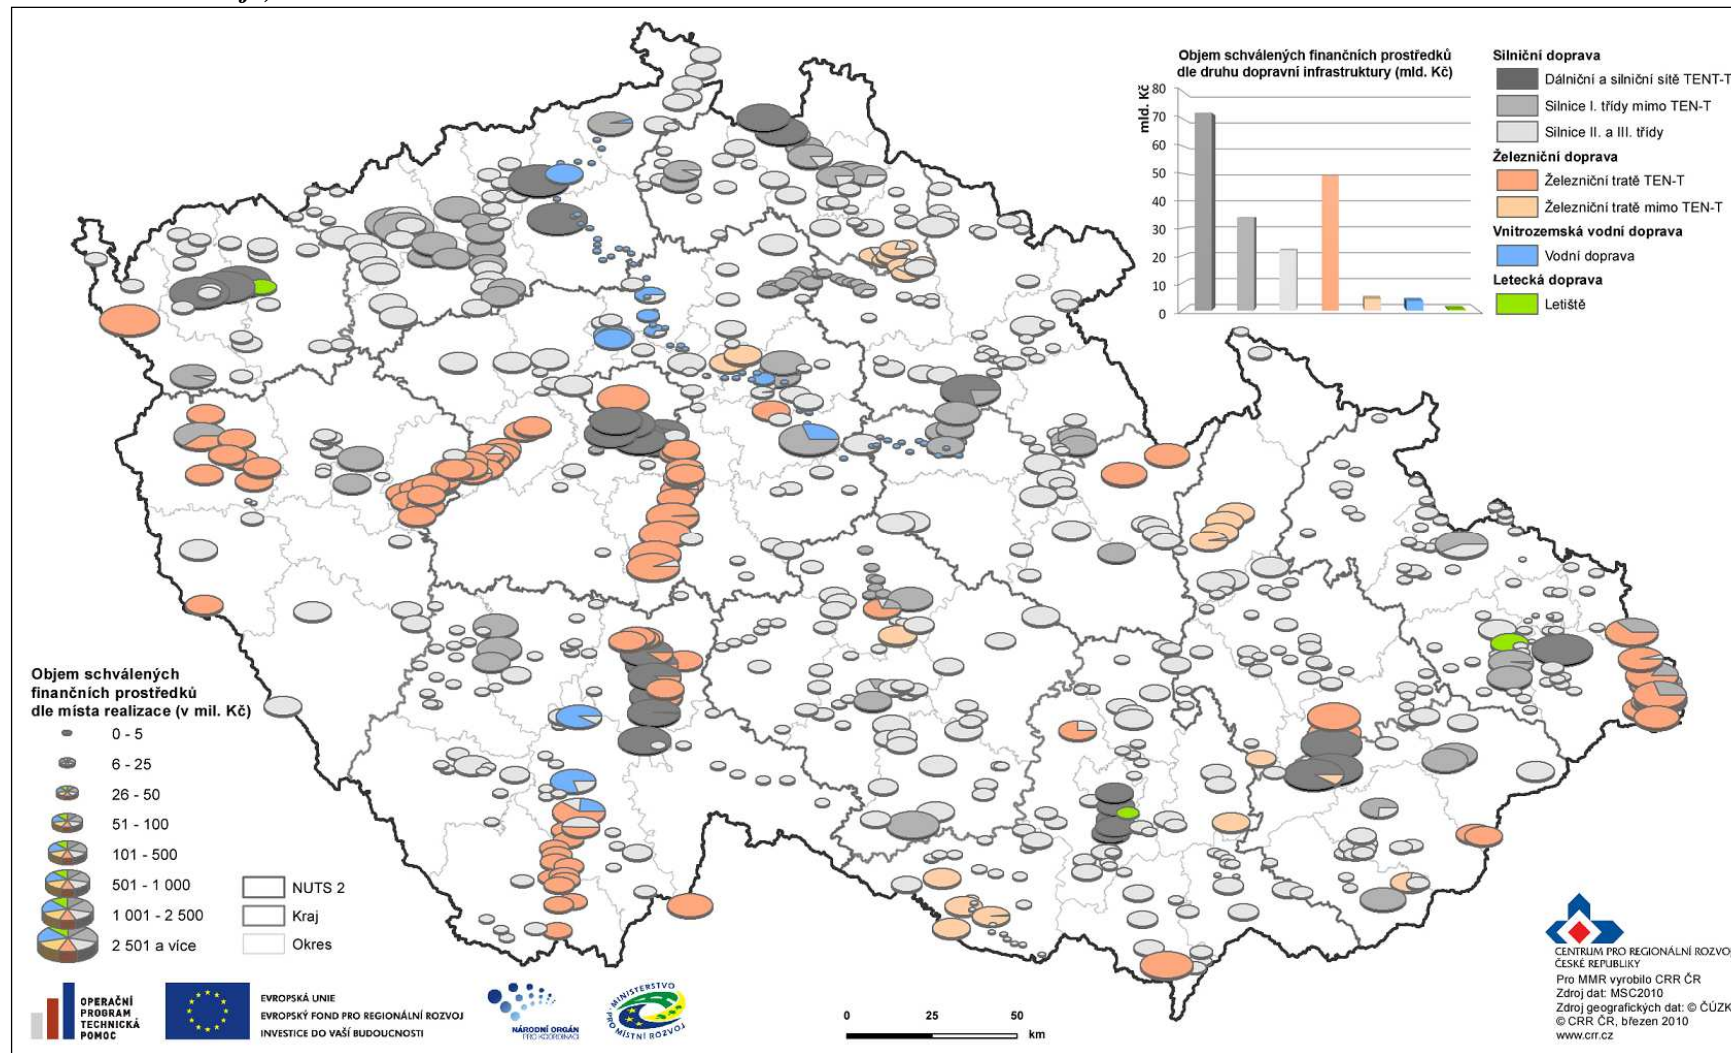 Objem schválených finančních prostředků
dle druhu dopravní infrastruktury (mld. Kč)
mld. Kč
80
70
60
50
40
30
20
10
0
Silniční doprava
Dálniční a silniční sítě TENT-T
Silnice I. třídy mimo TEN-T
Silnice II. a III. třídy
Železniční doprava
Železniční tratě TEN-T
Železniční tratě mimo TEN-T
Vnitrozemská vodní doprava
Vodní doprava
Letecká doprava
Letiště
Objem schválených
finančních prostředků
dle místa realizace (v mil. Kč)
0 - 5
6 - 25
26 - 50
51 - 100
101 - 500
501 - 1 000
1 001 - 2 500
2 501 a více
NUTS 2
Kraj
Okres
OPERAČNÍ
PROGRAM
TECHNICKÁ
POMOC
EVROPSKÁ UNIE
EVROPSKÝ FOND PRO REGIONÁLNÍ ROZVOJ
INVESTICE DO VAŠÍ BUDOUCNOSTI
NÁRODNÍ ORGÁN
PRO KOORDINACI
MINISTERSTVO
PRO MÍSTNÍ ROZVOJ
0 25 50
km
CENTRUM PRO REGIONÁLNÍ ROZVOJ
ČESKÉ REPUBLIKY
Pro MMR vyrobilo CRR ČR
Zdroj dat: MSC2010
Zdroj geografických dat: © ČÚZK
© CRR ČR, březen 2010
www.crr.cz